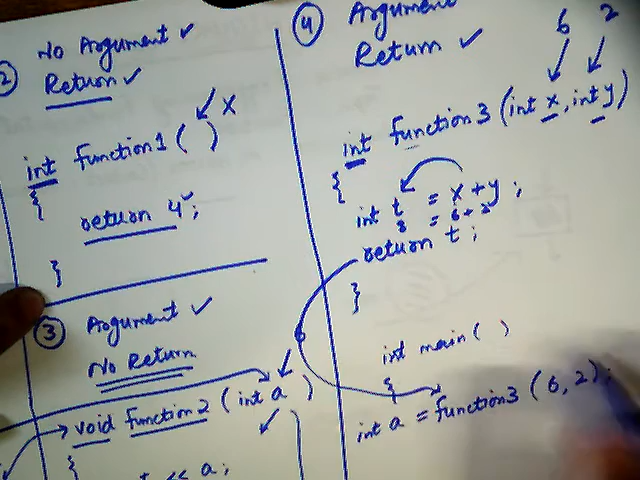 2
No Argument ✓
Return ✓
x
int function1 ( )
{
return 4 ;
}
3
Argument ✓
No Return
6
void function2 (int a )
{
<< a ;
4
Argument
Return ✓
6 2
int function3 (int x, int y)
{
int t = x + y ;
8 = 6 + 2
return t ;
}
int main ( )
{
int a = function3 (6, 2) ;